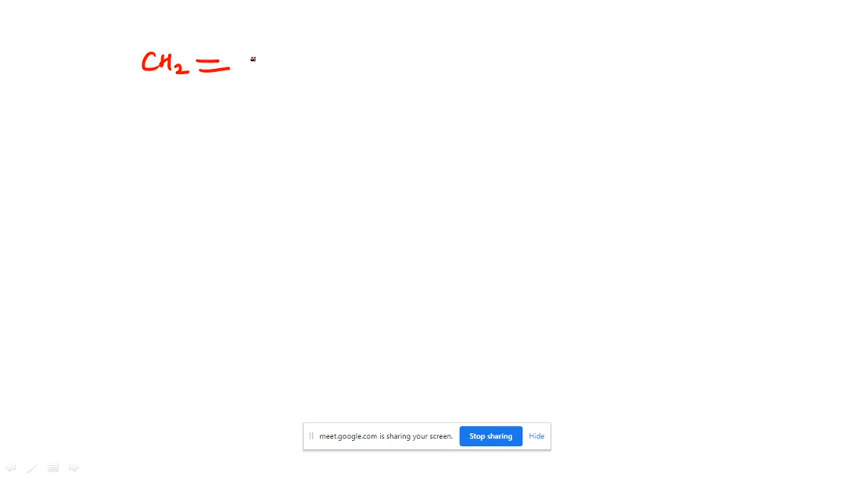 CH₂ =
meet.google.com is sharing your screen. Stop sharing Hide